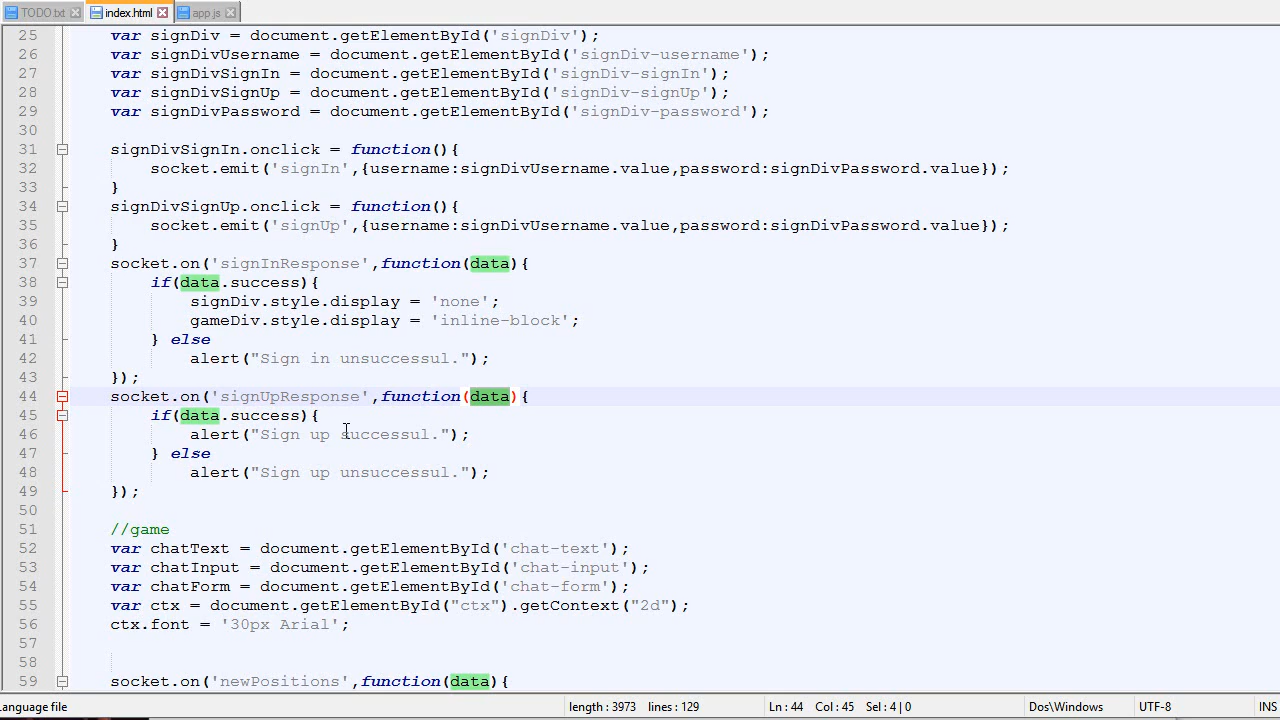 TODO.txt index.html app.js
25 var signDiv = document.getElementById('signDiv');
26 var signDivUsername = document.getElementById('signDiv-username');
27 var signDivSignIn = document.getElementById('signDiv-signIn');
28 var signDivSignUp = document.getElementById('signDiv-signUp');
29 var signDivPassword = document.getElementById('signDiv-password');
30
31 signDivSignIn.onclick = function(){
32 socket.emit('signIn',{username:signDivUsername.value,password:signDivPassword.value});
33 }
34 signDivSignUp.onclick = function(){
35 socket.emit('signUp',{username:signDivUsername.value,password:signDivPassword.value});
36 }
37 socket.on('signInResponse',function(data){
38 if(data.success){
39 signDiv.style.display = 'none';
40 gameDiv.style.display = 'inline-block';
41 } else
42 alert("Sign in unsuccessul.");
43 });
44 socket.on('signUpResponse',function(data){
45 if(data.success){
46 alert("Sign up successul.");
47 } else
48 alert("Sign up unsuccessul.");
49 });
50
51 //game
52 var chatText = document.getElementById('chat-text');
53 var chatInput = document.getElementById('chat-input');
54 var chatForm = document.getElementById('chat-form');
55 var ctx = document.getElementById("ctx").getContext("2d");
56 ctx.font = '30px Arial';
57
58
59 socket.on('newPositions',function(data){
anguage file length : 3973 lines : 129 Ln : 44 Col : 45 Sel : 4 | 0 Dos\Windows UTF-8 INS